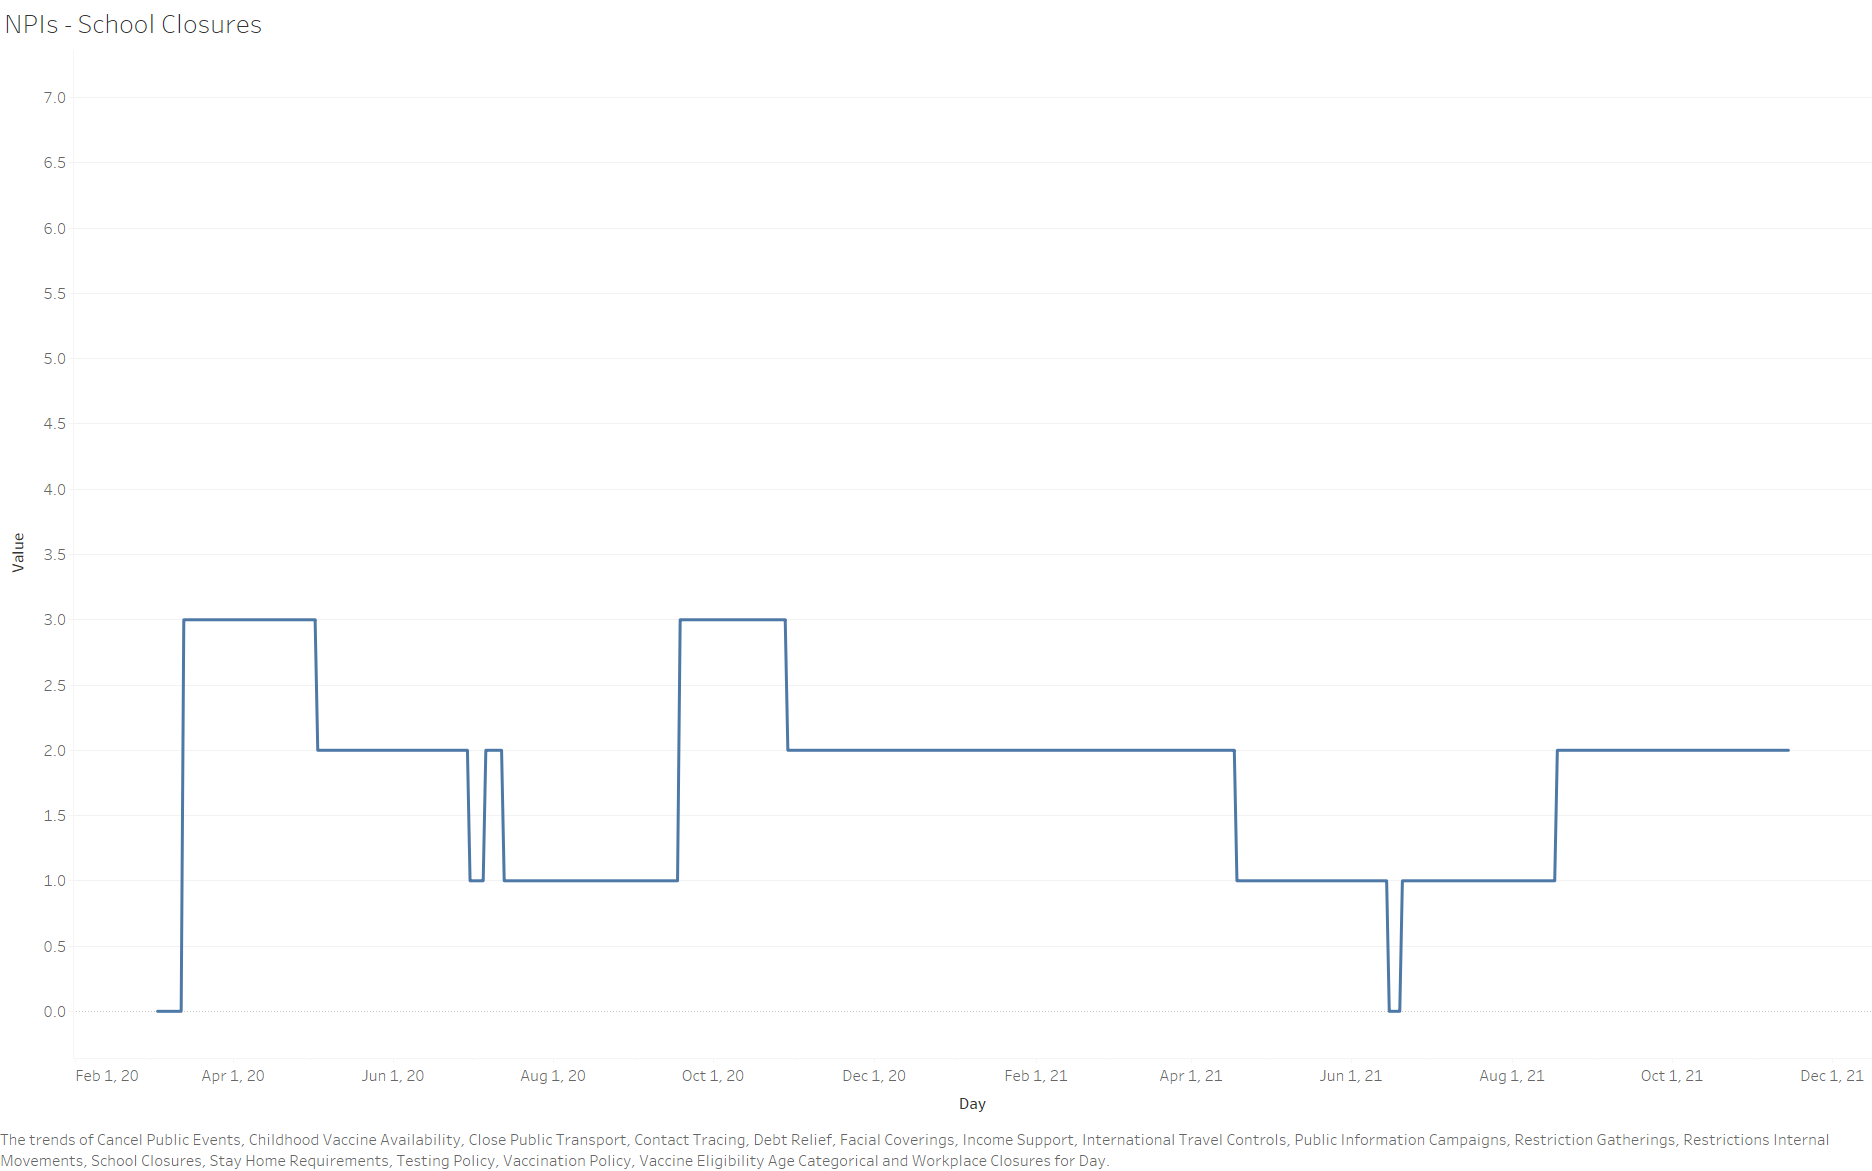 NPIs - School Closures
7.0
6.5
6.0
5.5
5.0
4.5
4.0
3.5
3.0
2.5
2.0
1.5
1.0
0.5
0.0
Value
Feb 1, 20 Apr 1, 20 Jun 1, 20 Aug 1, 20 Oct 1, 20 Dec 1, 20 Feb 1, 21 Apr 1, 21 Jun 1, 21 Aug 1, 21 Oct 1, 21 Dec 1, 21
Day
The trends of Cancel Public Events, Childhood Vaccine Availability, Close Public Transport, Contact Tracing, Debt Relief, Facial Coverings, Income Support, International Travel Controls, Public Information Campaigns, Restriction Gatherings, Restrictions Internal
Movements, School Closures, Stay Home Requirements, Testing Policy, Vaccination Policy, Vaccine Eligibility Age Categorical and Workplace Closures for Day.